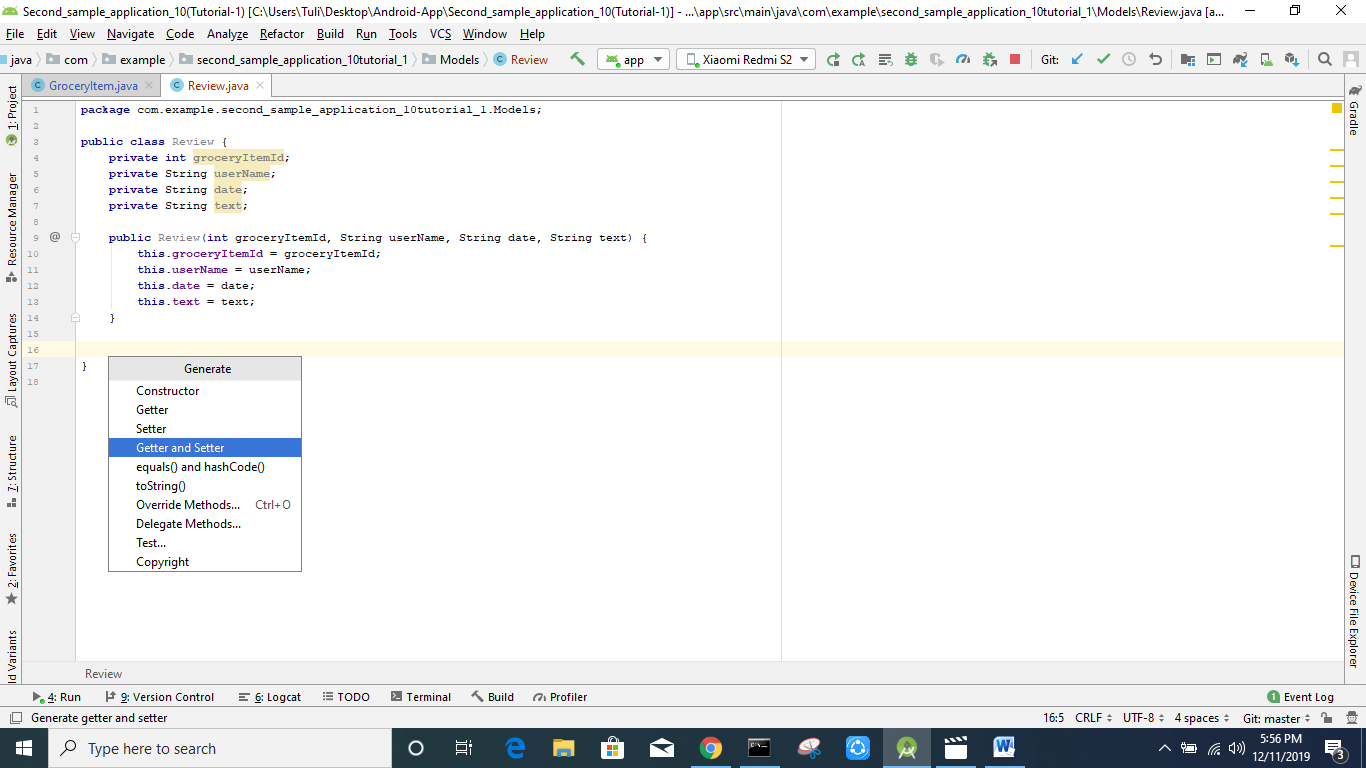 Second_sample_application_10(Tutorial-1) [C:\Users\Tuli\Desktop\Android-App\Second_sample_application_10(Tutorial-1)] - ...\app\src\main\java\com\example\second_sample_application_10tutorial_1\Models\Review.java [a...
File Edit View Navigate Code Analyze Refactor Build Run Tools VCS Window Help
java com example second_sample_application_10tutorial_1 Models Review app Xiaomi Redmi S2 Git:
GroceryItem.java Review.java
1 package com.example.second_sample_application_10tutorial_1.Models;
2
3 public class Review {
4 private int groceryItemId;
5 private String userName;
6 private String date;
7 private String text;
8
9 @ public Review(int groceryItemId, String userName, String date, String text) {
10 this.groceryItemId = groceryItemId;
11 this.userName = userName;
12 this.date = date;
13 this.text = text;
14 }
15
16
17 }
18
Generate
Constructor
Getter
Setter
Getter and Setter
equals() and hashCode()
toString()
Override Methods... Ctrl+O
Delegate Methods...
Test...
Copyright
1: Project
Resource Manager
Layout Captures
7: Structure
2: Favorites
ld Variants
Gradle
Device File Explorer
Review
4: Run 9: Version Control 6: Logcat TODO Terminal Build Profiler 1 Event Log
Generate getter and setter 16:5 CRLF UTF-8 4 spaces Git: master
Type here to search
5:56 PM
12/11/2019
3